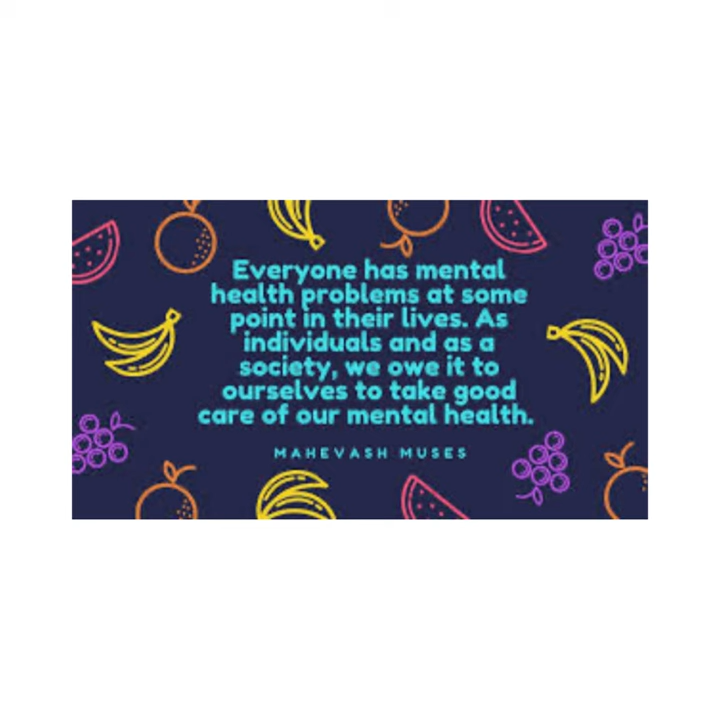 Everyone has mental
health problems at some
point in their lives. As
individuals and as a
society, we owe it to
ourselves to take good
care of our mental health.
MAHEVASH MUSES